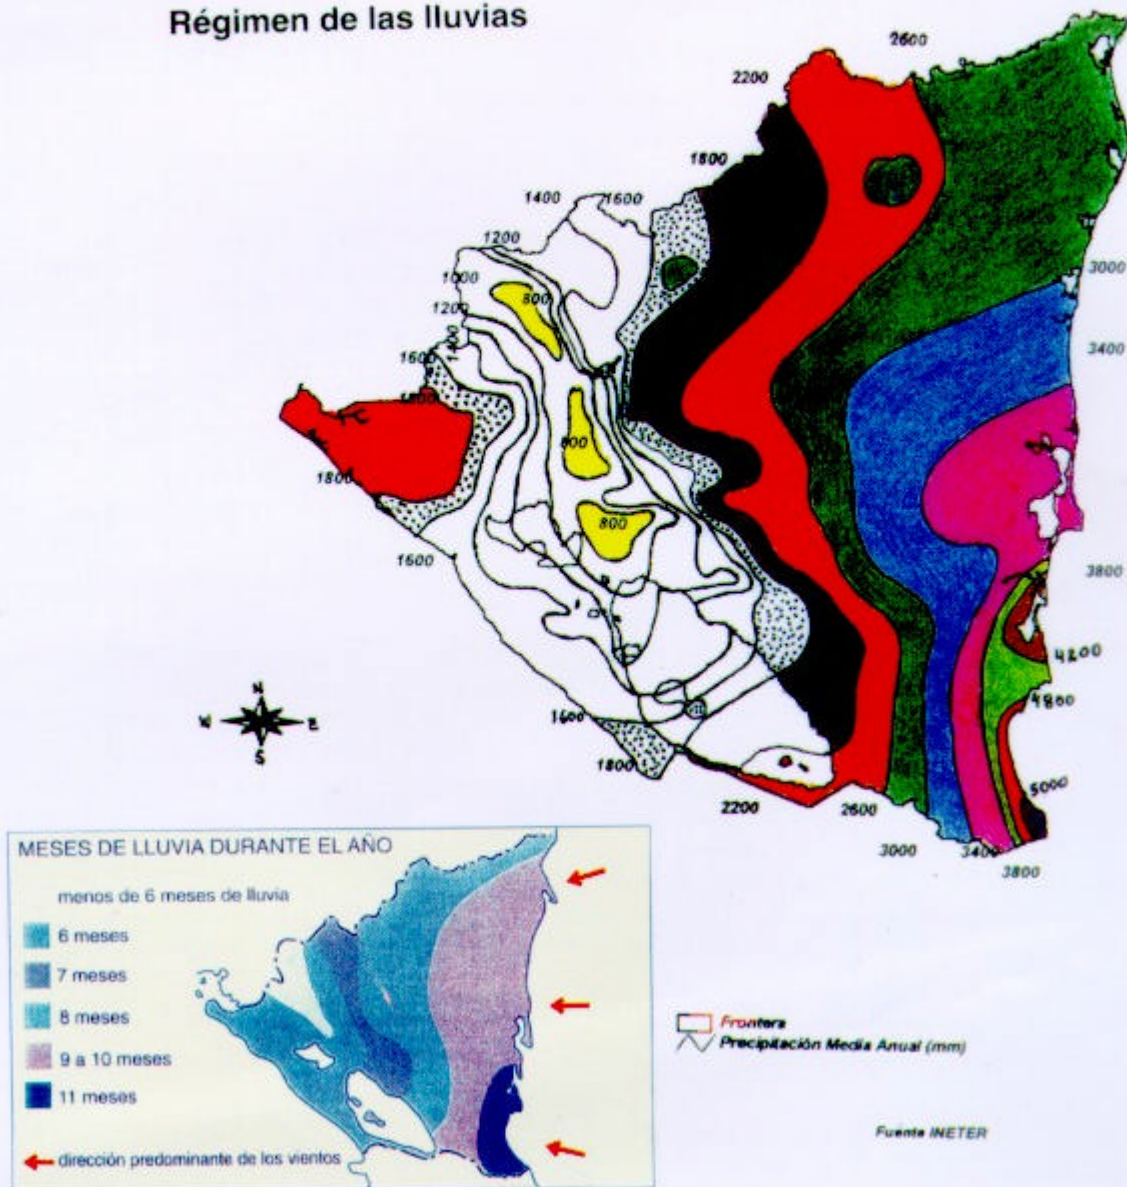 Régimen de las lluvias
2600
2200
1800
1400
1600
1200
1000
800
1200
1400
1600
1800
800
1800
800
1600
3000
3400
3800
4200
4800
5000
N
W
E
S
1600
1800
2200
2600
3000
3400
3800
MESES DE LLUVIA DURANTE EL AÑO
menos de 6 meses de lluvia
6 meses
7 meses
8 meses
9 a 10 meses
11 meses
dirección predominante de los vientos
Frontera
Precipitación Media Anual (mm)
Fuente INETER